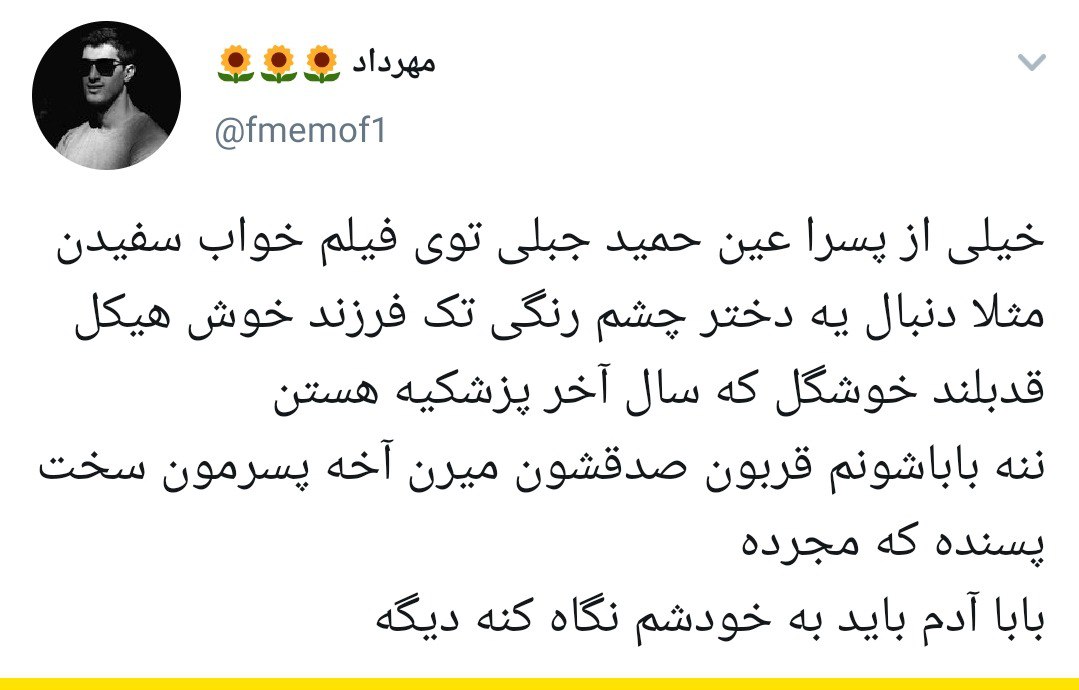 مهرداد 🌻🌻🌻
@fmemof1
خیلی از پسرا عین حمید جبلی توی فیلم خواب سفیدن
مثلا دنبال یه دختر چشم رنگی تک فرزند خوش هیکل
قدبلند خوشگل که سال آخر پزشکیه هستن
ننه باباشونم قربون صدقشون میرن آخه پسرمون سخت
پسنده که مجرده
بابا آدم باید به خودشم نگاه کنه دیگه